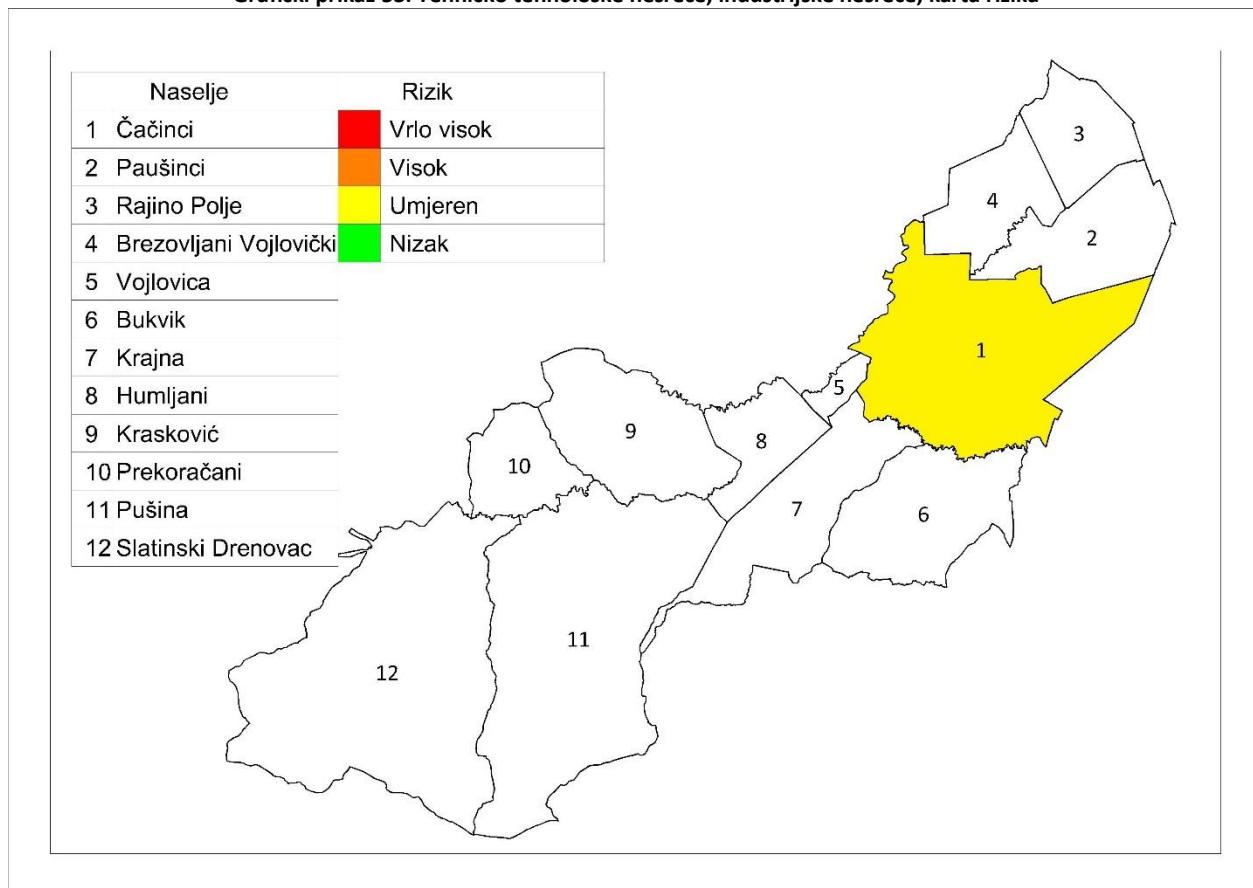 Naselje Rizik
1 Čačinci Vrlo visok
2 Paušinci Visok
3 Rajino Polje Umjeren
4 Brezovljani Vojlovički Nizak
5 Vojlovica
6 Bukvik
7 Krajna
8 Humljani
9 Krasković
10 Prekoračani
11 Pušina
12 Slatinski Drenovac
3
4
2
1
5
9
8
10
7
6
11
12